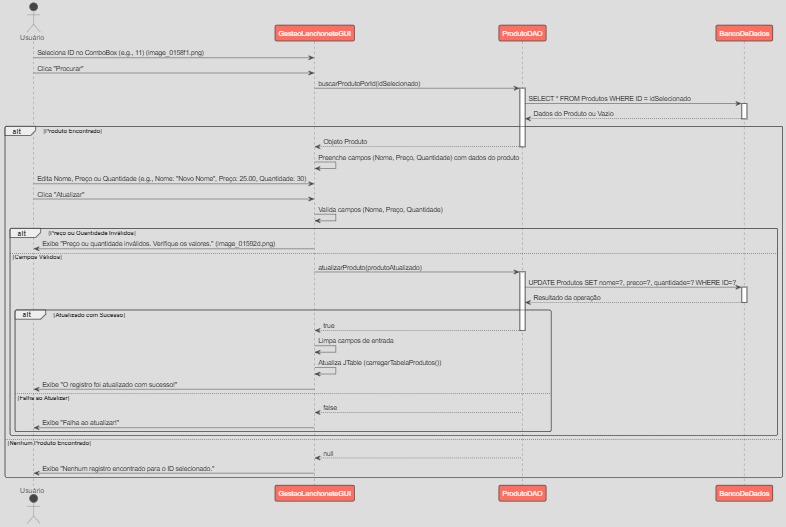 Usuário
GestaoLanchoneteGUI
ProdutoDAO
BancoDeDados
Seleciona ID no ComboBox (e.g., 11) (image_0158f1.png)
Clica "Procurar"
buscarProdutoPorId(idSelecionado)
SELECT * FROM Produtos WHERE ID = idSelecionado
Dados do Produto ou Vazio
alt [Produto Encontrado]
Objeto Produto
Preenche campos (Nome, Preço, Quantidade) com dados do produto
Edita Nome, Preço ou Quantidade (e.g., Nome: "Novo Nome", Preço: 25.00, Quantidade: 30)
Clica "Atualizar"
Valida campos (Nome, Preço, Quantidade)
alt [Preço ou Quantidade Inválidos]
Exibe "Preço ou quantidade inválidos. Verifique os valores." (image_01592d.png)
[Campos Válidos]
atualizarProduto(produtoAtualizado)
UPDATE Produtos SET nome=?, preco=?, quantidade=? WHERE ID=?
Resultado da operação
alt [Atualizado com Sucesso]
true
Limpa campos de entrada
Atualiza JTable (carregarTabelaProdutos())
Exibe "O registro foi atualizado com sucesso!"
[Falha ao Atualizar]
false
Exibe "Falha ao atualizar!"
[Nenhum Produto Encontrado]
null
Exibe "Nenhum registro encontrado para o ID selecionado."
Usuário
GestaoLanchoneteGUI
ProdutoDAO
BancoDeDados